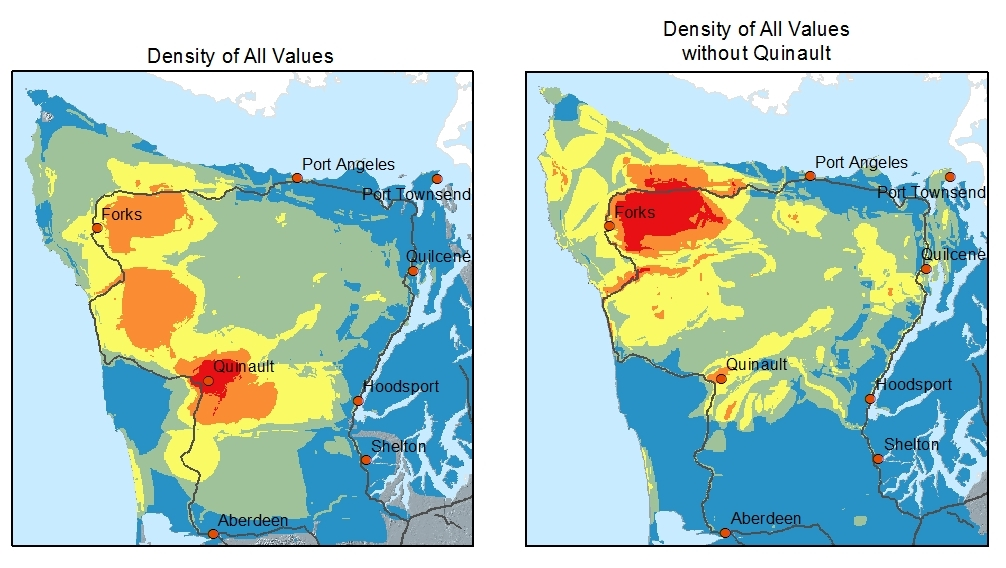 Density of All Values
Port Angeles
Port Townsend
Forks
Quilcene
Quinault
Hoodsport
Shelton
Aberdeen
Density of All Values
without Quinault
Port Angeles
Port Townsend
Forks
Quilcene
Quinault
Hoodsport
Shelton
Aberdeen